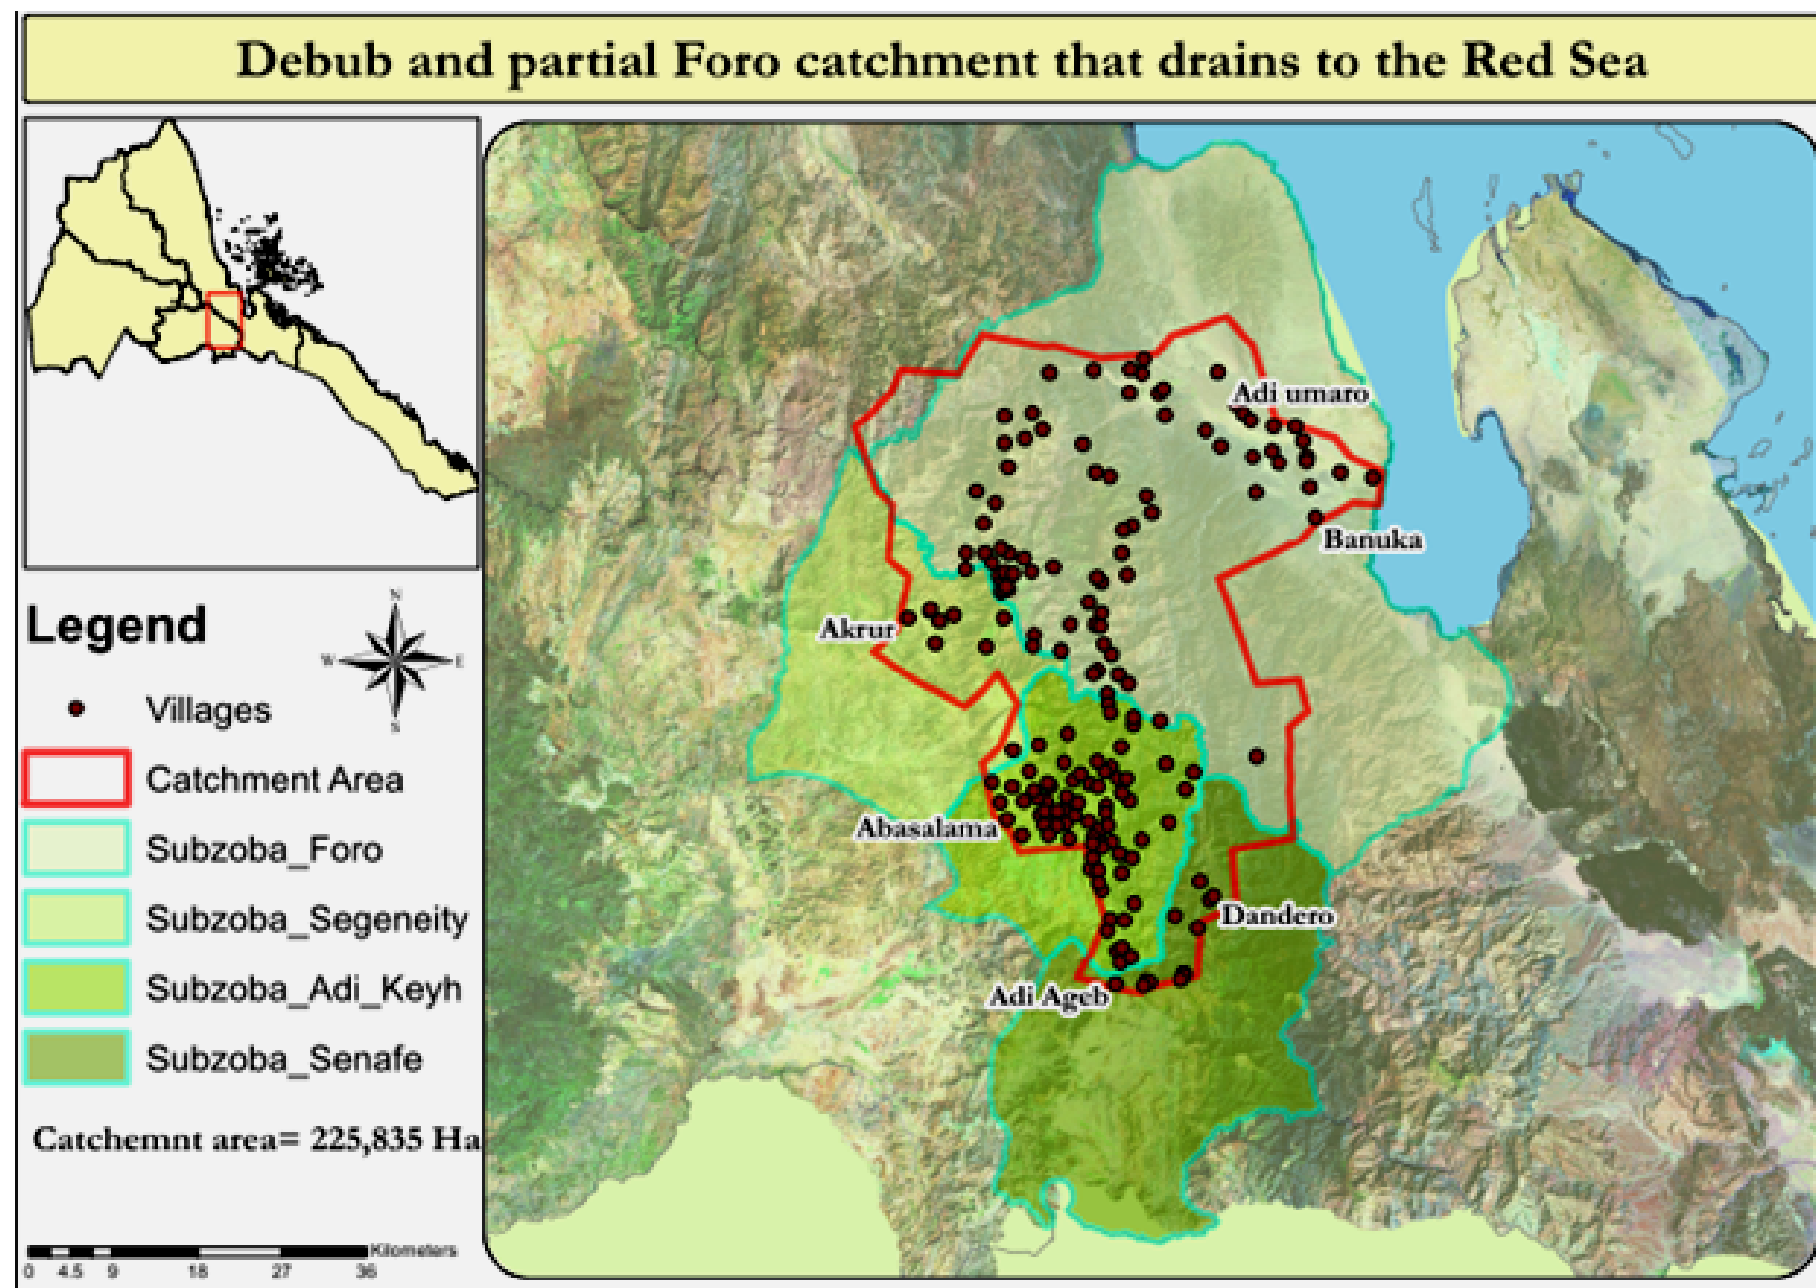 Debub and partial Foro catchment that drains to the Red Sea
Legend
N
W E
S
Villages
Catchment Area
Subzoba_Foro
Subzoba_Segeneity
Subzoba_Adi_Keyh
Subzoba_Senafe
Catchemnt area= 225,835 Ha
Kilometers
0 4.5 9 18 27 36
Adi umaro
Banuka
Akrur
Abasalama
Dandero
Adi Ageb